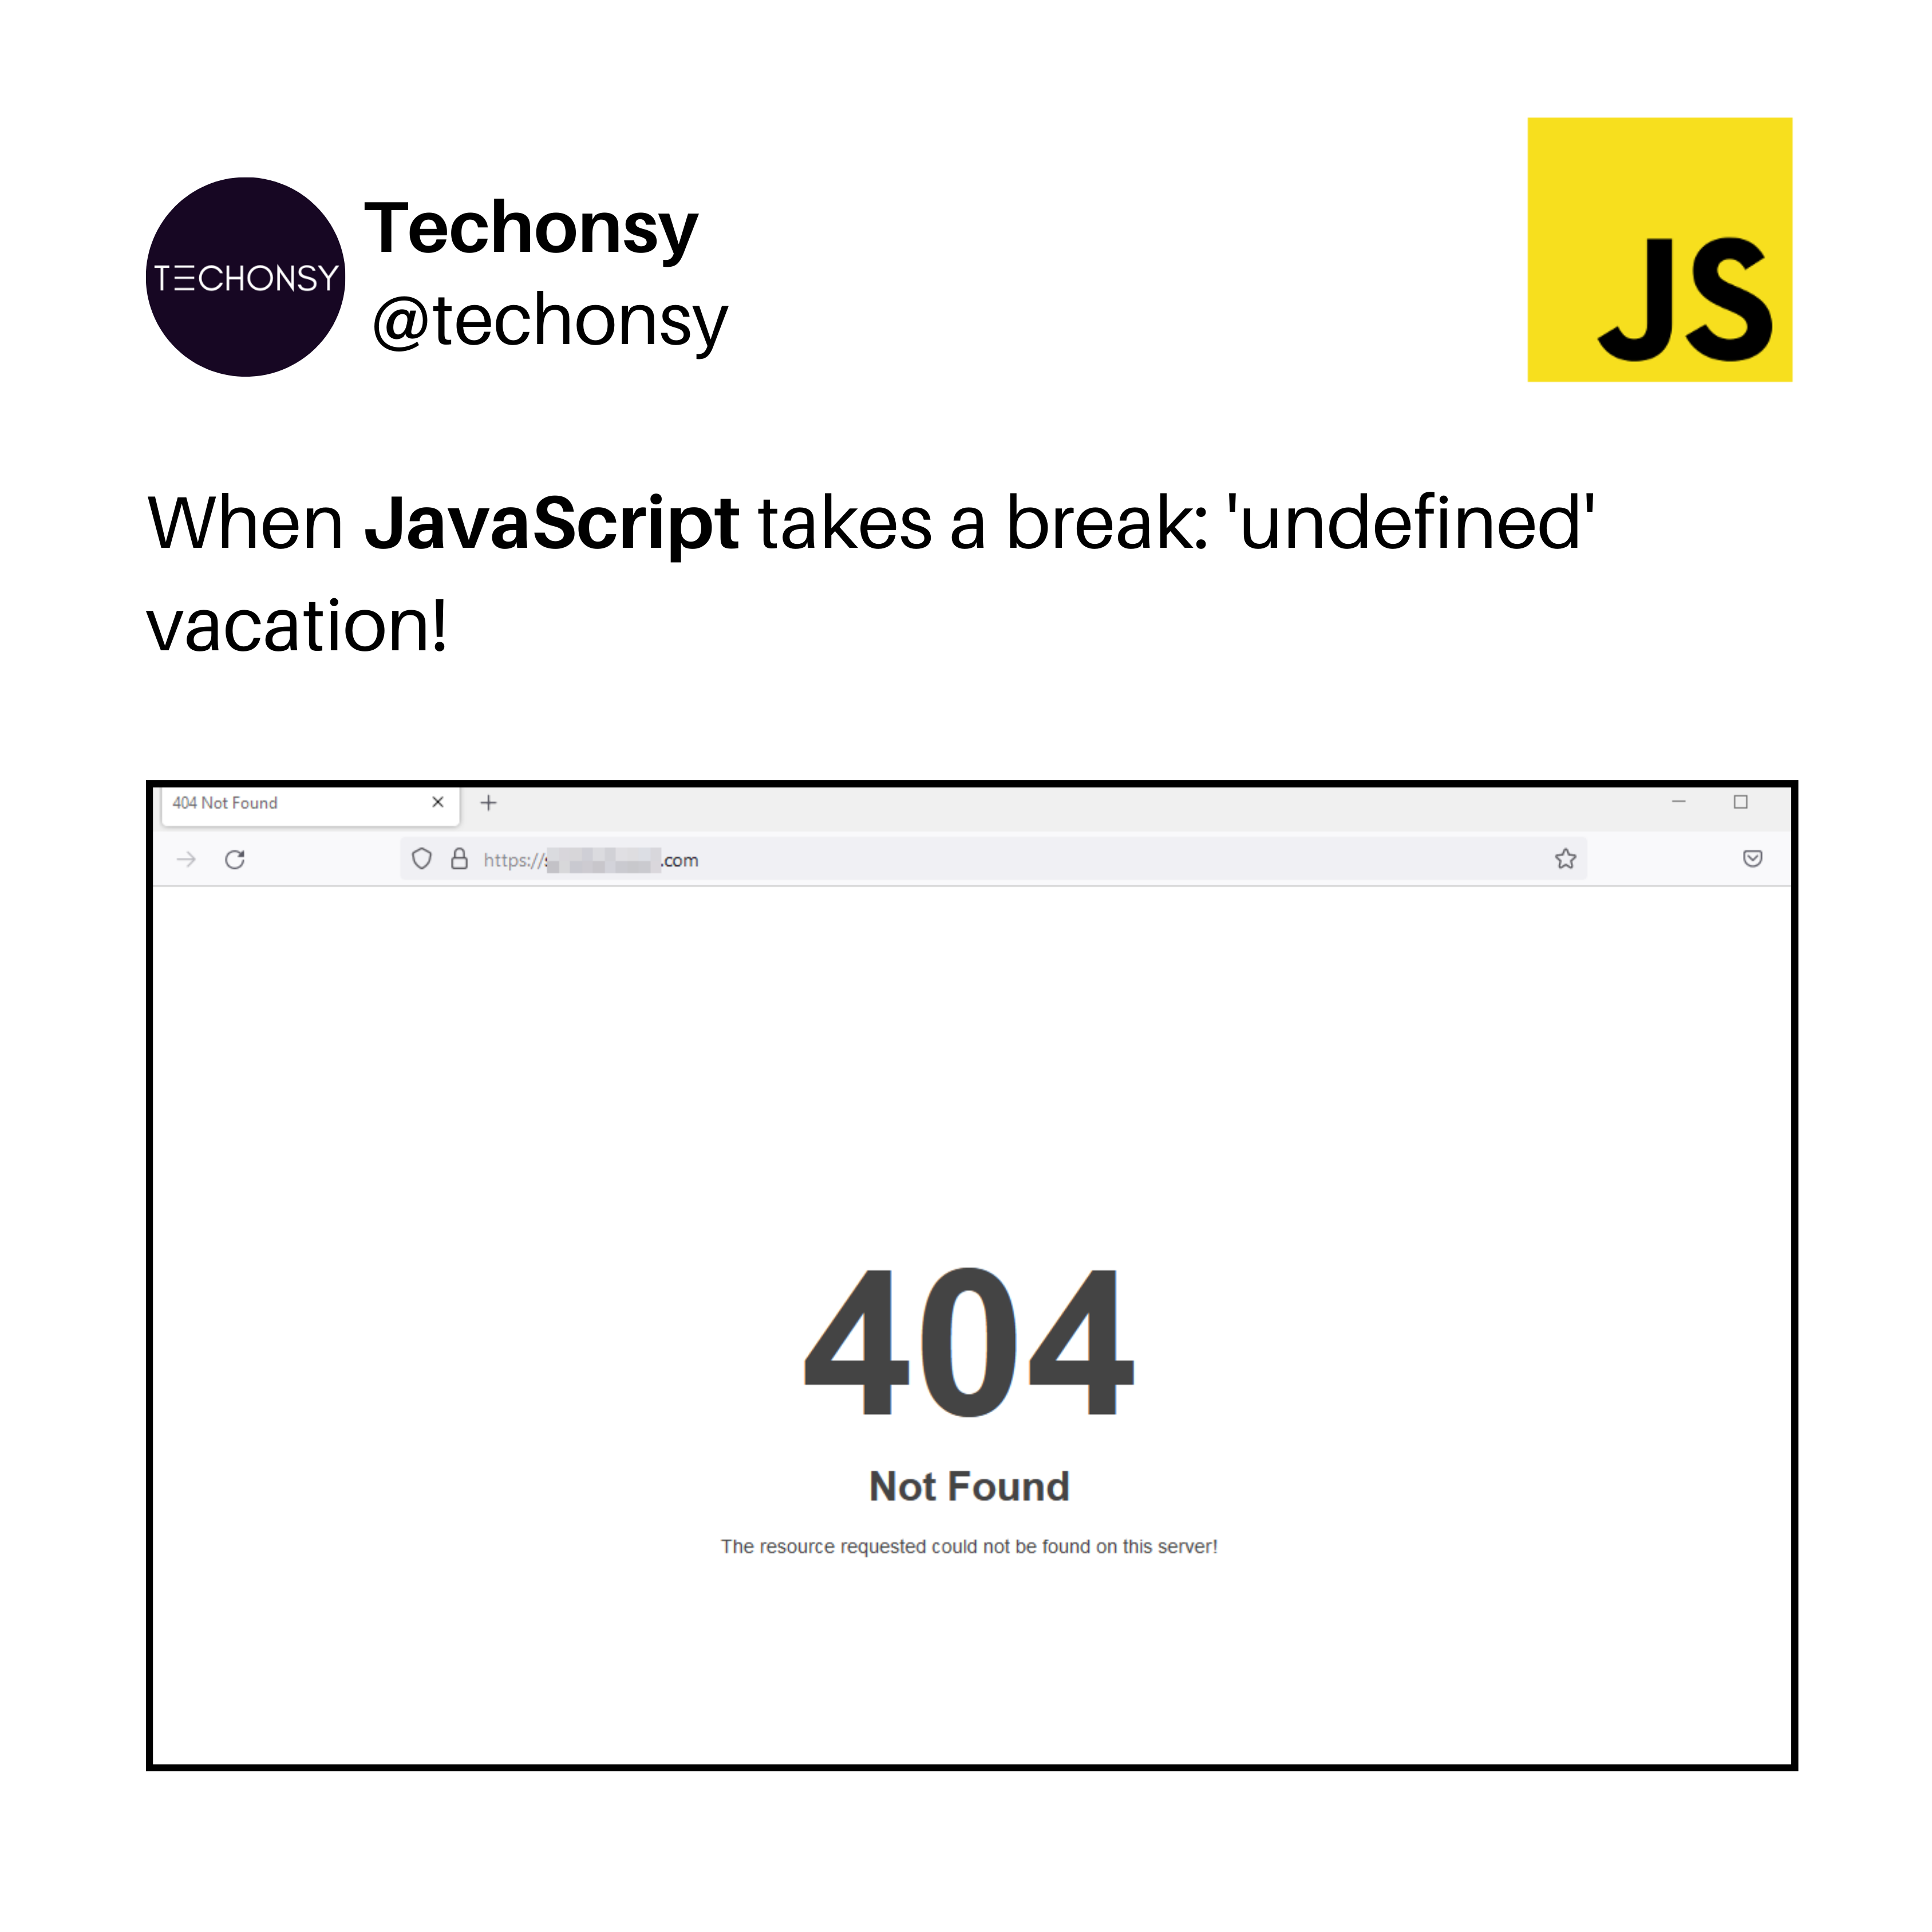 TECHONSY
Techonsy
@techonsy
JS
When JavaScript takes a break: 'undefined'
vacation!
404 Not Found
https:// .com
404
Not Found
The resource requested could not be found on this server!